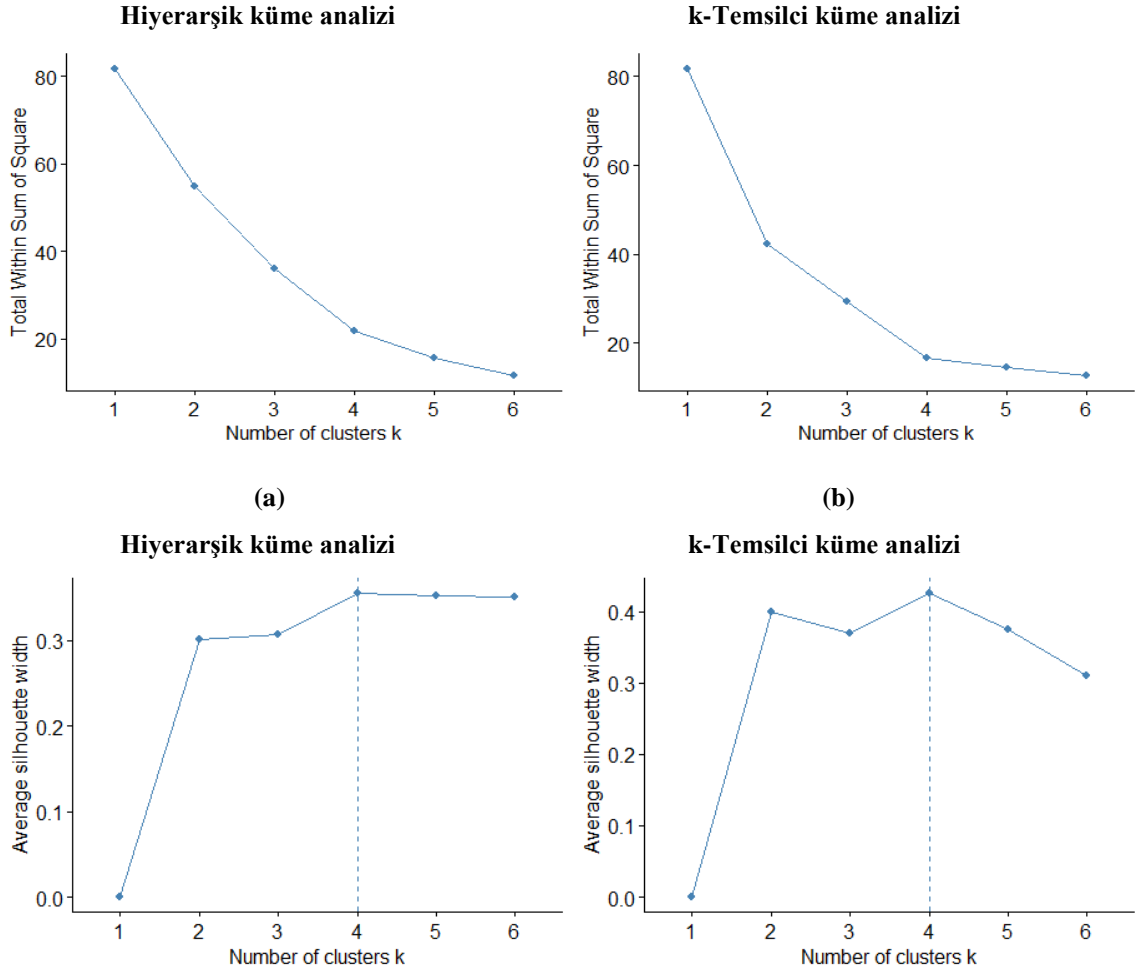 Hiyerarşik küme analizi
80
60
40
20
Total Within Sum of Square
1 2 3 4 5 6
Number of clusters k
(a)
k-Temsilci küme analizi
80
60
40
20
Total Within Sum of Square
1 2 3 4 5 6
Number of clusters k
(b)
Hiyerarşik küme analizi
0.3
0.2
0.1
0.0
Average silhouette width
1 2 3 4 5 6
Number of clusters k
k-Temsilci küme analizi
0.4
0.3
0.2
0.1
0.0
Average silhouette width
1 2 3 4 5 6
Number of clusters k